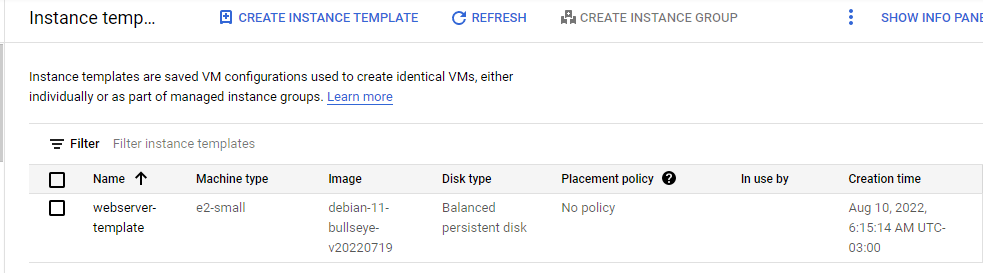 Instance temp...
CREATE INSTANCE TEMPLATE
REFRESH
CREATE INSTANCE GROUP
SHOW INFO PANE
Instance templates are saved VM configurations used to create identical VMs, either
individually or as part of managed instance groups. Learn more
Filter Filter instance templates
Name Machine type Image Disk type Placement policy In use by Creation time
webserver- e2-small debian-11- Balanced No policy Aug 10, 2022,
template bullseye- persistent disk 6:15:14 AM UTC-
v20220719 03:00